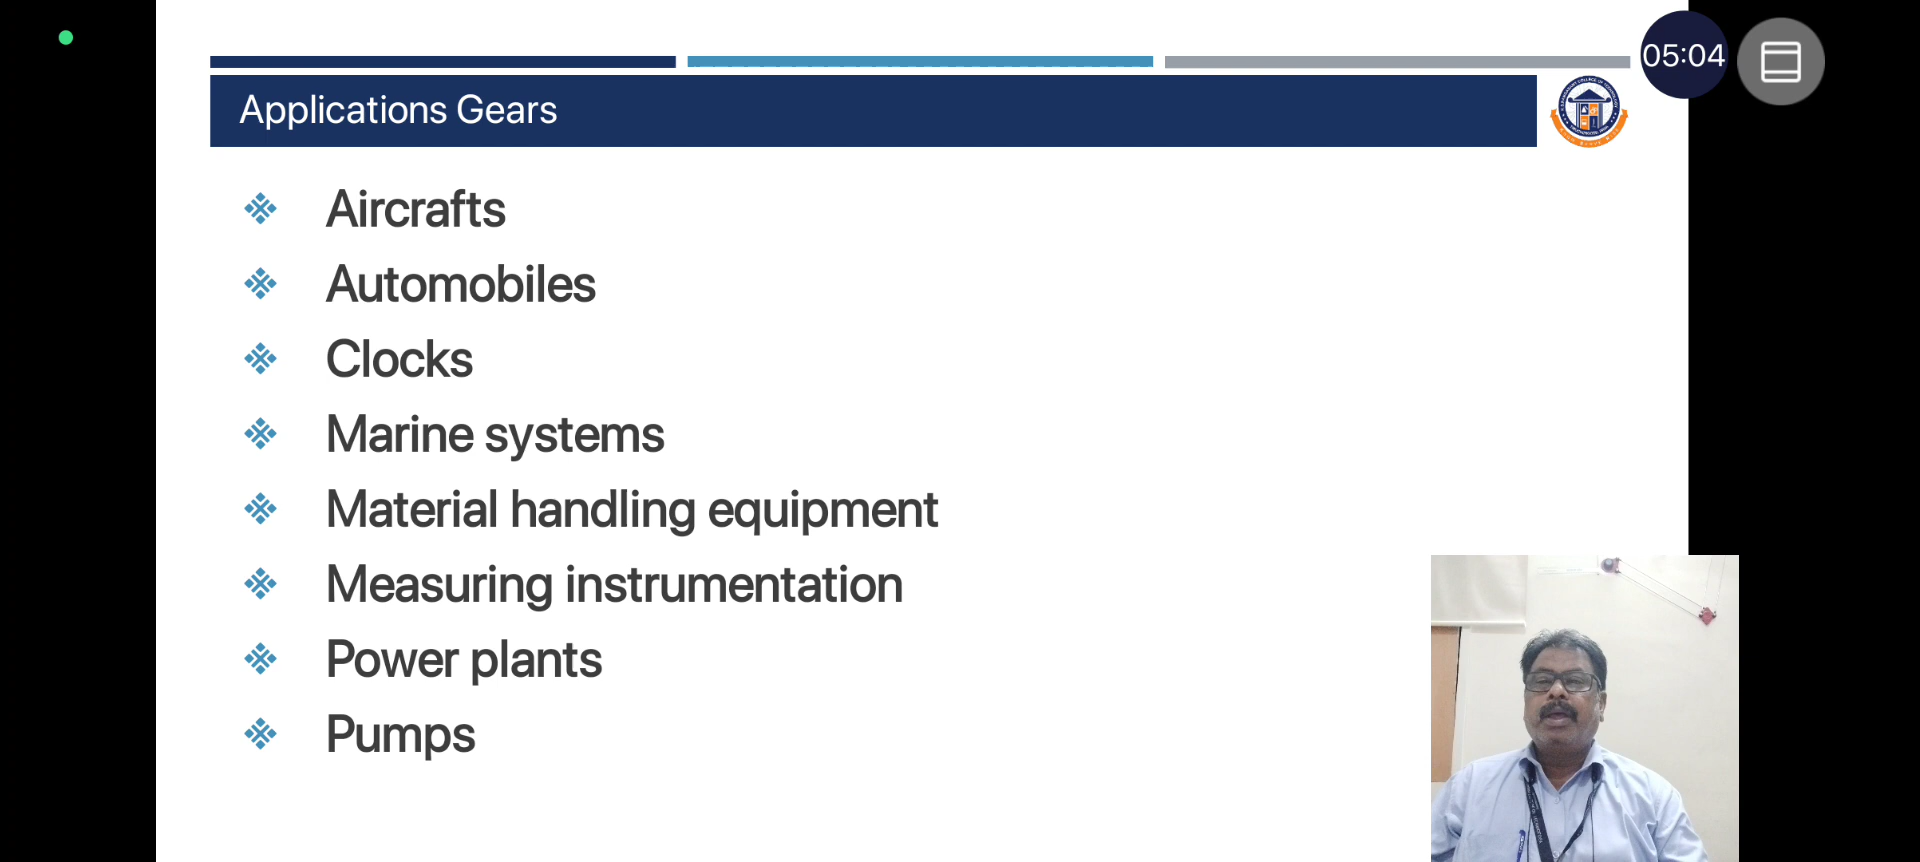 05:04
Applications Gears
Aircrafts
Automobiles
Clocks
Marine systems
Material handling equipment
Measuring instrumentation
Power plants
Pumps